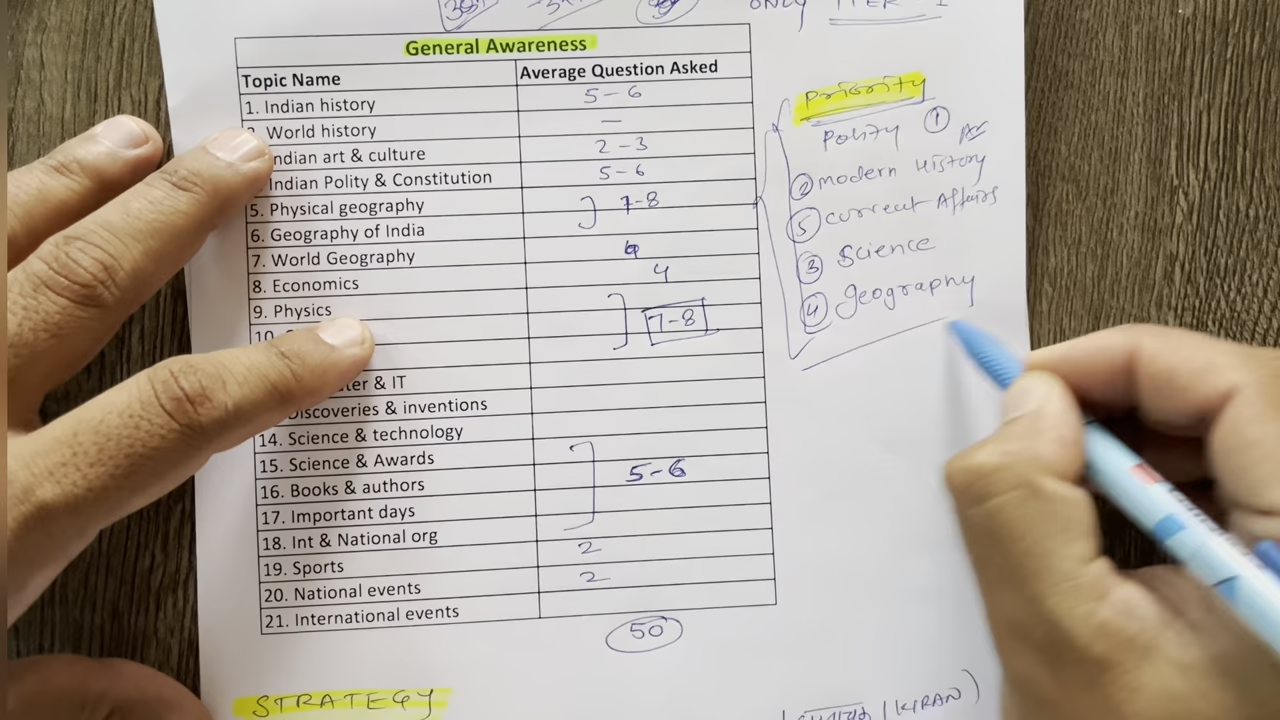 ONLY TIER - I
General Awareness
Topic Name Average Question Asked
1. Indian history 5-6
World history —
Indian art & culture 2-3
Indian Polity & Constitution 5-6
5. Physical geography 7-8
6. Geography of India
7. World Geography
8. Economics 4
9. Physics 7-8
10.
& IT
Discoveries & inventions
14. Science & technology
15. Science & Awards 5-6
16. Books & authors
17. Important days
18. Int & National org 2
19. Sports 2
20. National events
21. International events
50
Priority
Polity ①
② modern History
⑤ current Affairs
③ Science
④ geography
STRATEGY
/ KIRAN )